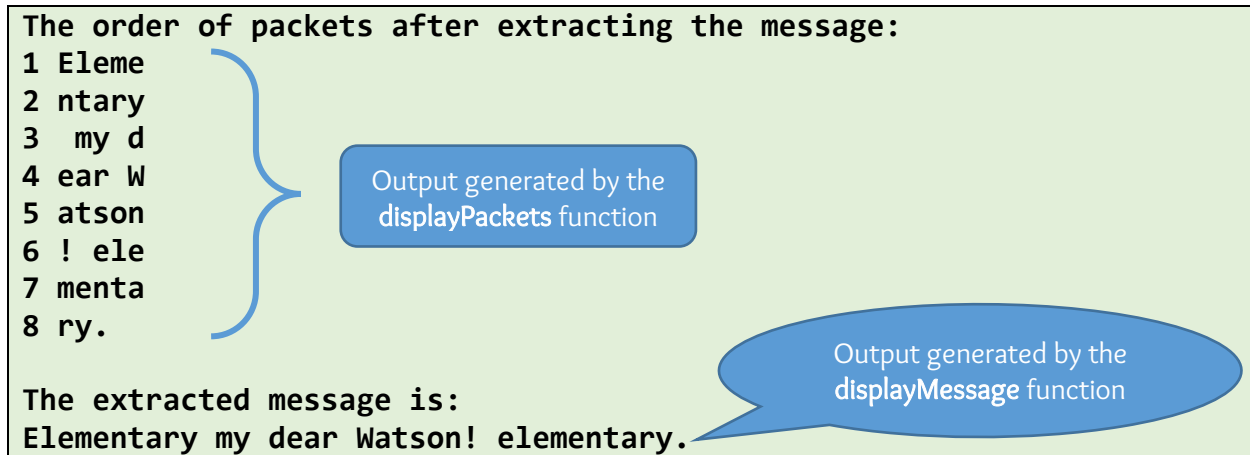 The order of packets after extracting the message:
1 Eleme
2 ntary
3  my d
4 ear W
5 atson
6 ! ele
7 menta
8 ry.
Output generated by the
displayPackets function
The extracted message is:
Elementary my dear Watson! elementary.
Output generated by the
displayMessage function